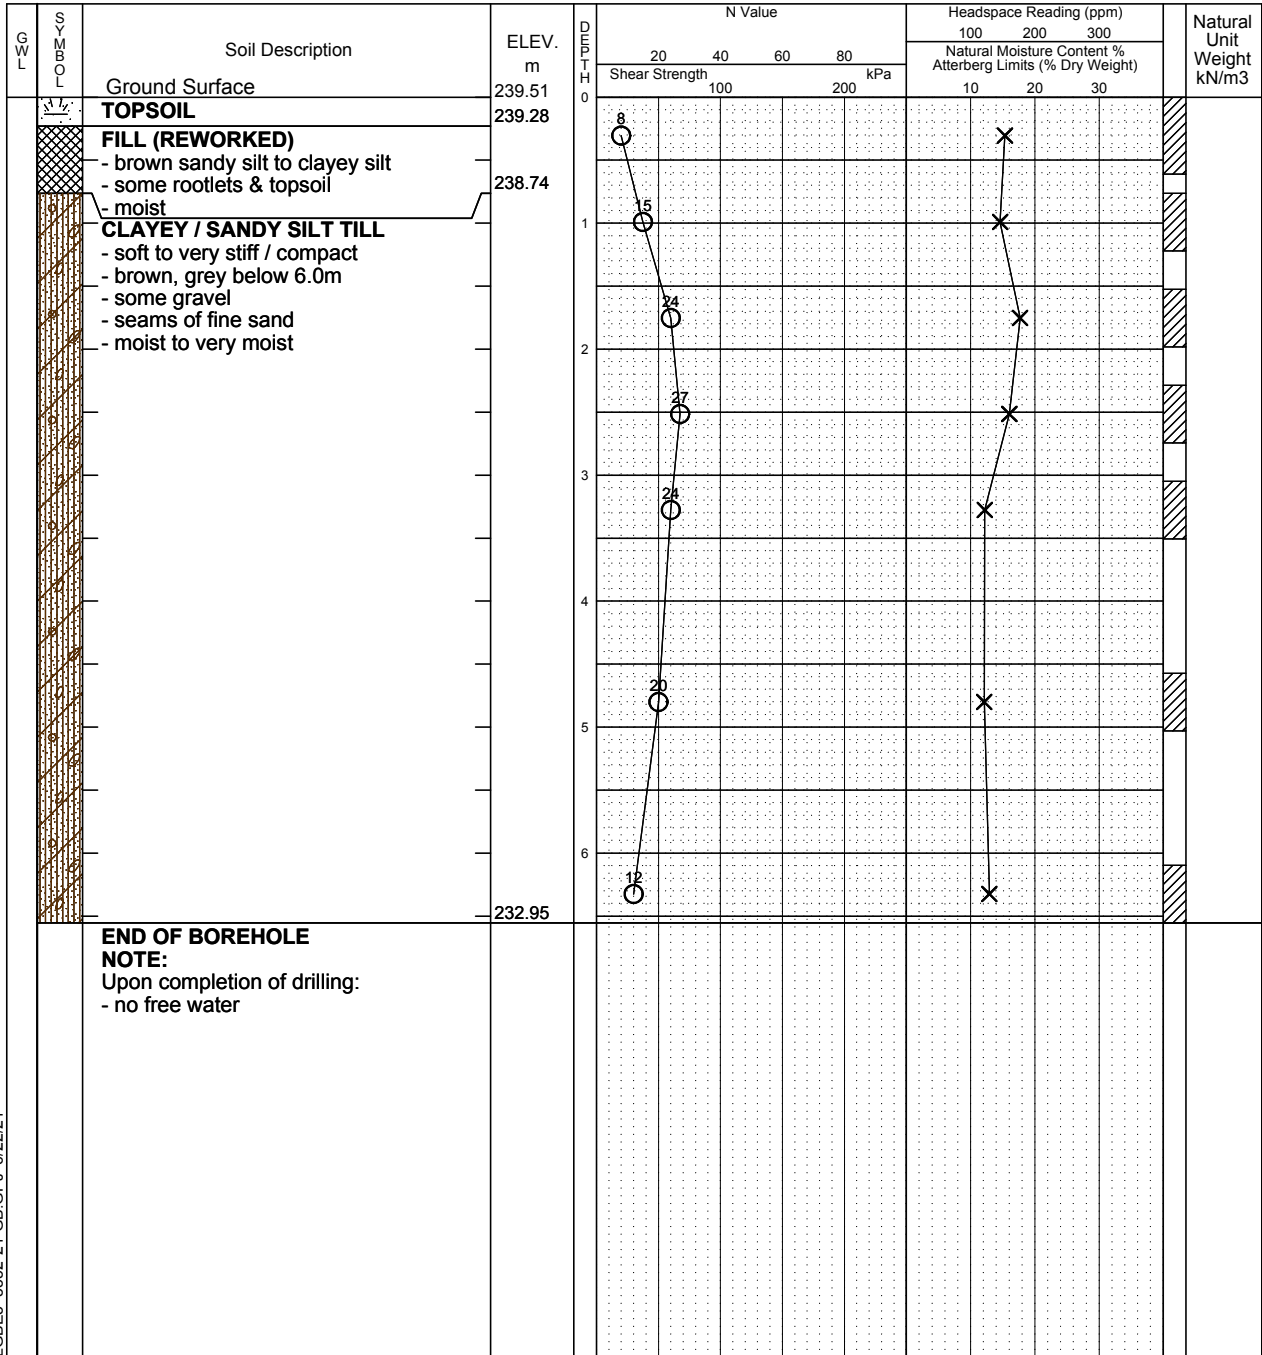 GWL
SYMBOL
Soil Description
Ground Surface
ELEV.
m
239.51
DEPTH
N Value
20 40 60 80
Shear Strength kPa
100 200
Headspace Reading (ppm)
100 200 300
Natural Moisture Content %
Atterberg Limits (% Dry Weight)
10 20 30
Natural
Unit
Weight
kN/m3
0
TOPSOIL
239.28
8
FILL (REWORKED)
- brown sandy silt to clayey silt
- some rootlets & topsoil
238.74
- moist
15
1
CLAYEY / SANDY SILT TILL
- soft to very stiff / compact
- brown, grey below 6.0m
- some gravel
24
- seams of fine sand
- moist to very moist
2
27
3
24
4
20
5
6
12
232.95
END OF BOREHOLE
NOTE:
Upon completion of drilling:
- no free water